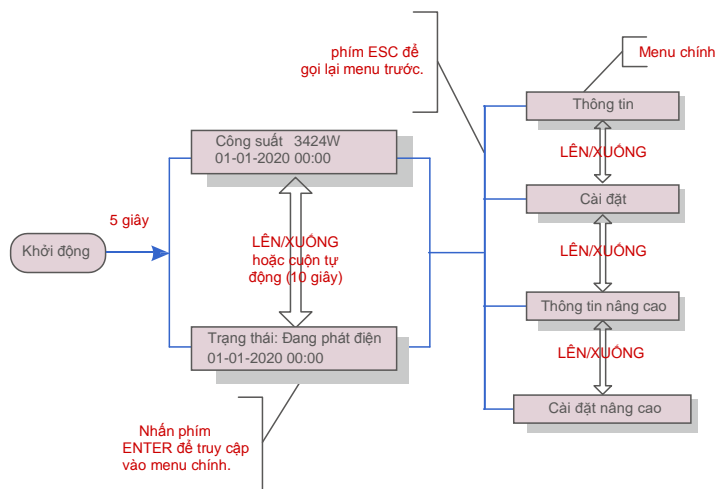 phím ESC để
gọi lại menu trước.
Menu chính
Thông tin
Công suất 3424W
01-01-2020 00:00
LÊN/XUỐNG
Cài đặt
5 giây
Khởi động
LÊN/XUỐNG
hoặc cuộn tự
động (10 giây)
LÊN/XUỐNG
Thông tin nâng cao
Trạng thái: Đang phát điện
01-01-2020 00:00
LÊN/XUỐNG
Cài đặt nâng cao
Nhấn phím
ENTER để truy cập
vào menu chính.